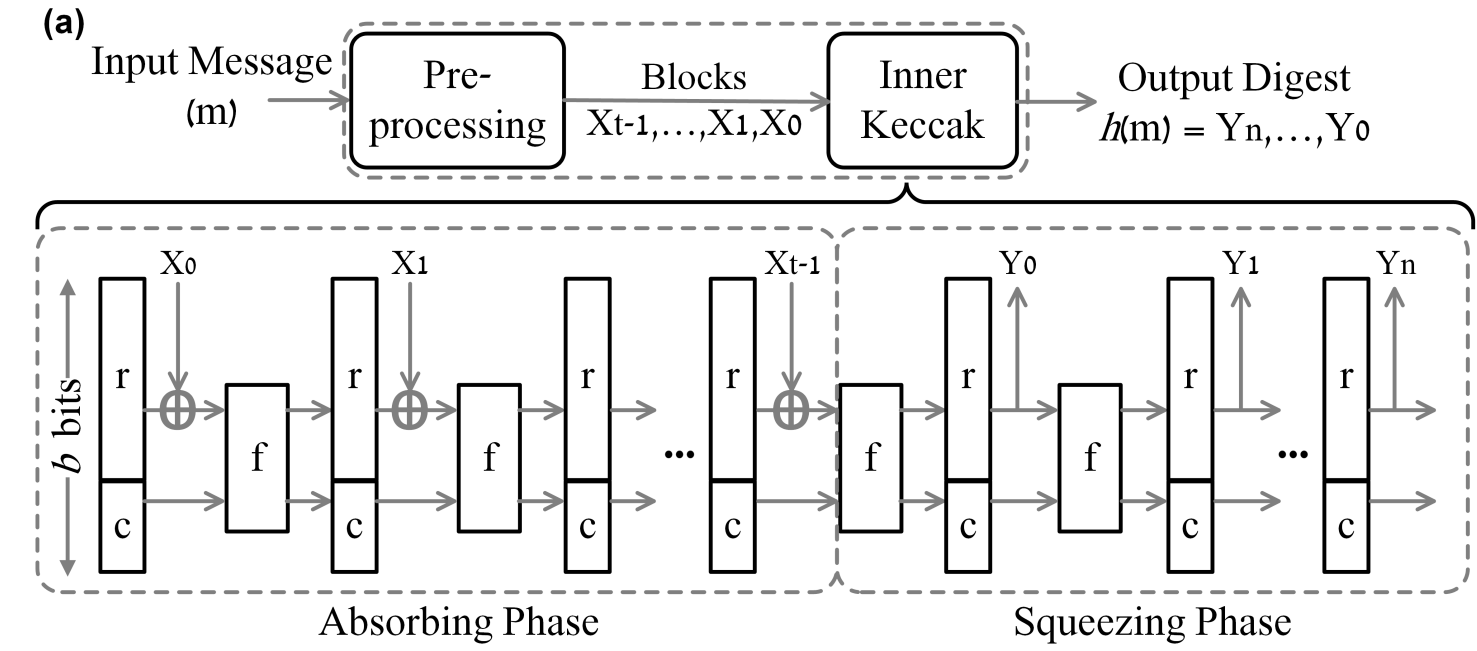 (a)
Input Message
(m)
Pre-
processing
Blocks
Xt-1,...,X1,X0
Inner
Keccak
Output Digest
h(m) = Yn,...,Y0
X0
X1
Xt-1
Y0
Y1
Yn
b bits
r
c
f
r
c
f
r
c
...
r
c
f
r
c
f
r
c
...
r
c
Absorbing Phase
Squeezing Phase